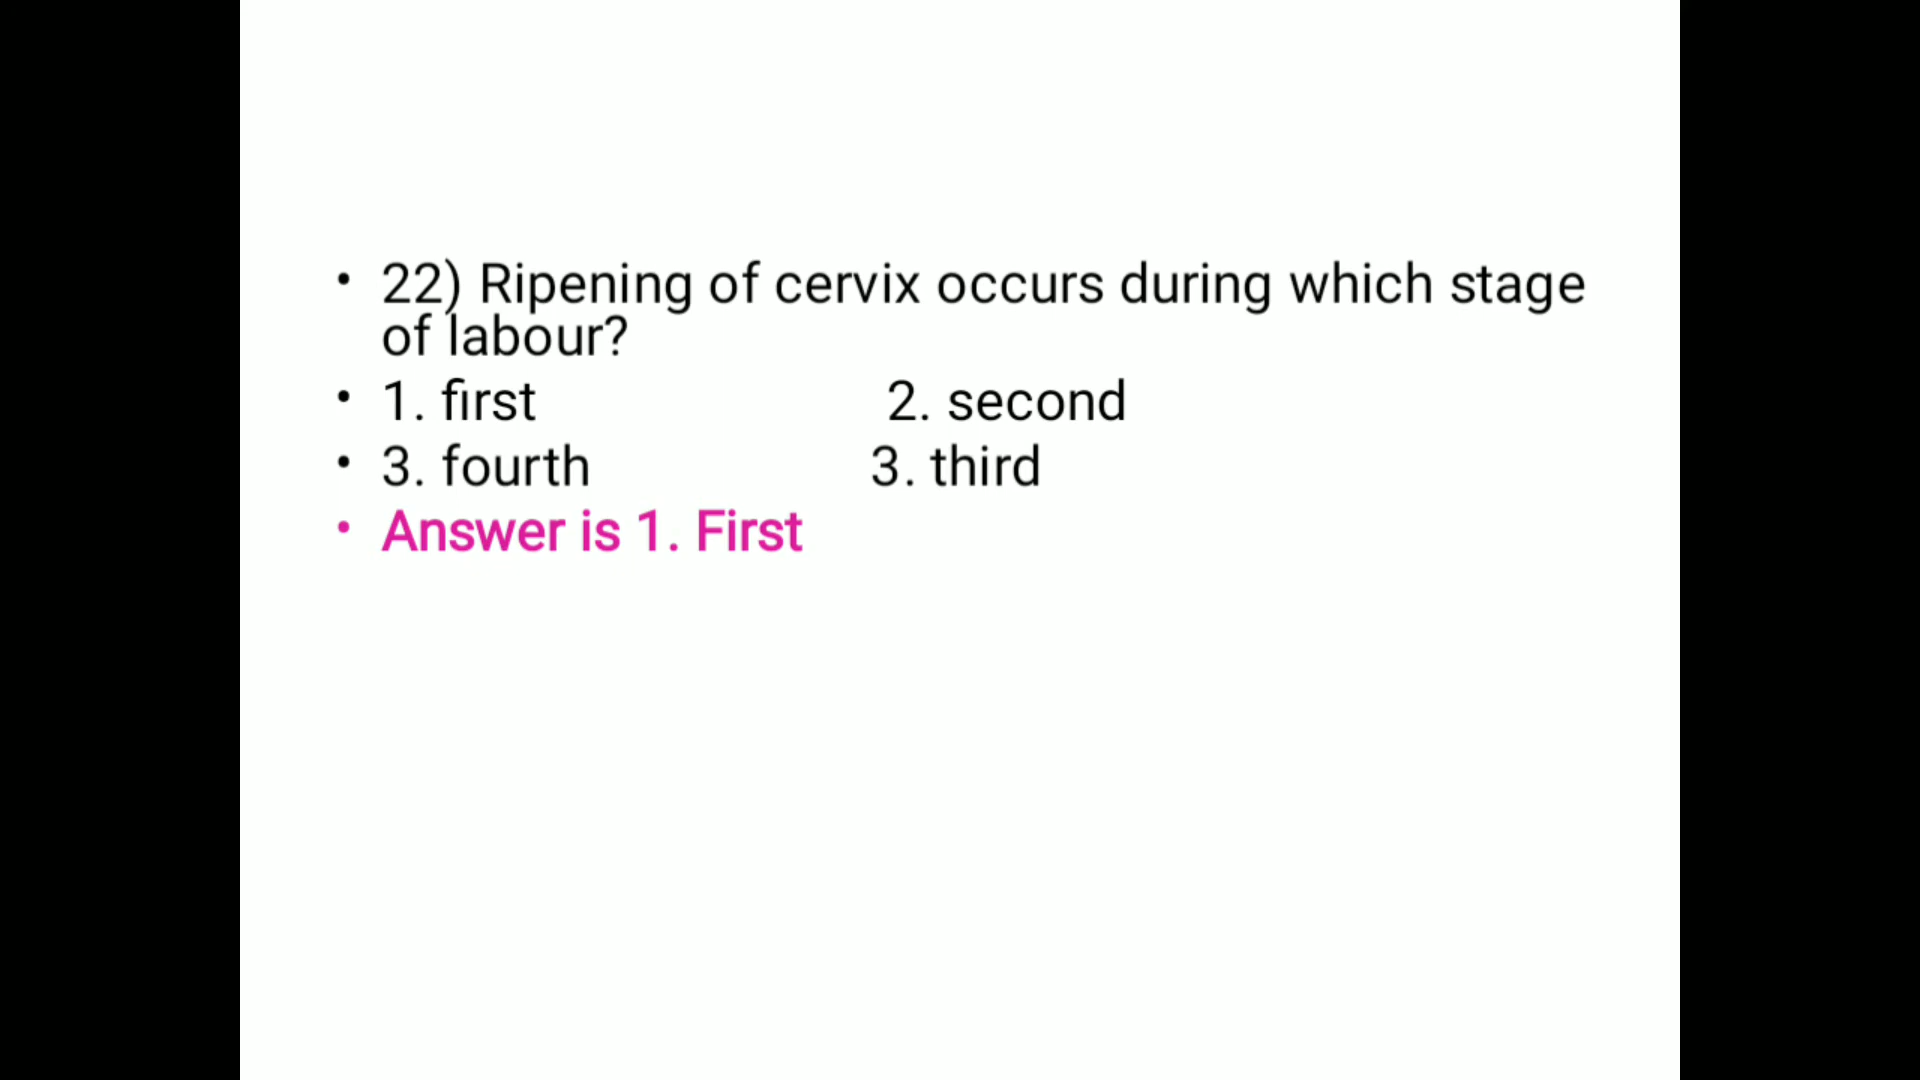 • 22) Ripening of cervix occurs during which stage
of labour?
• 1. first 2. second
• 3. fourth 3. third
• Answer is 1. First